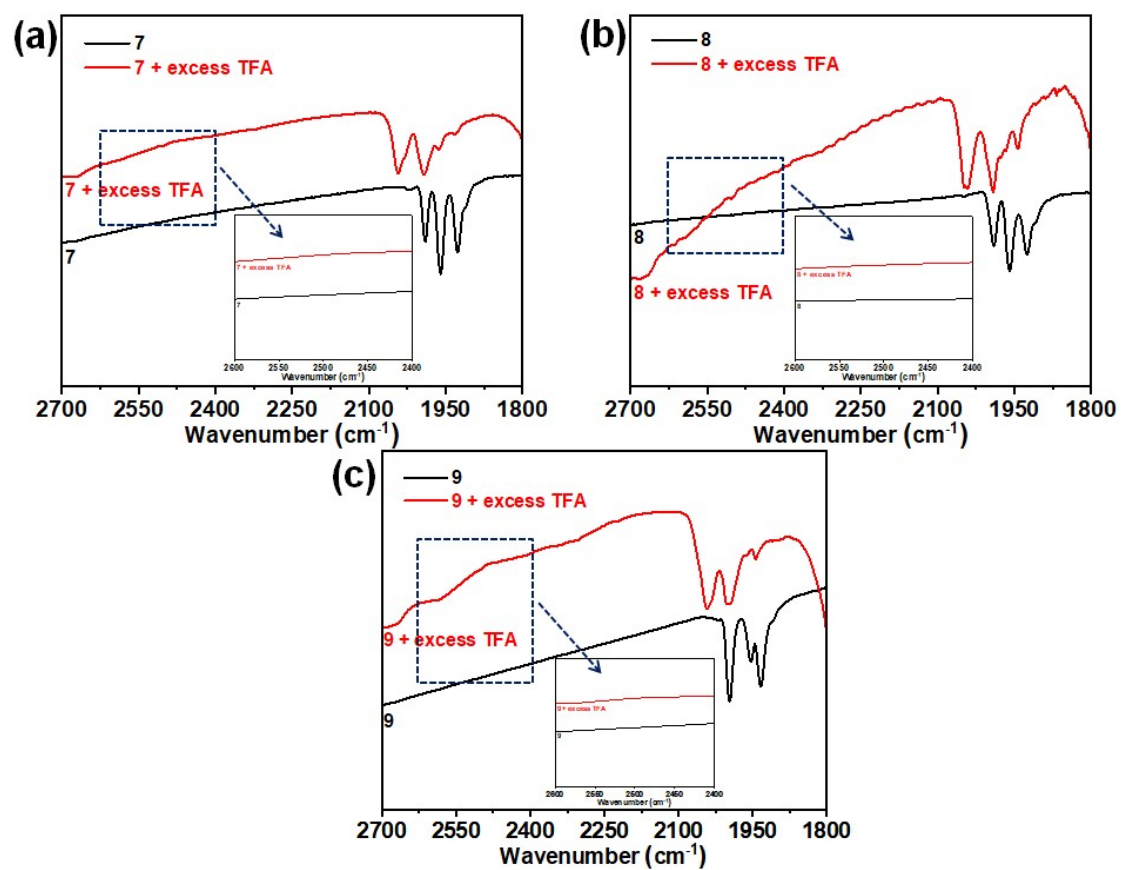 (a)
7
7 + excess TFA
7 + excess TFA
7
7 + excess TFA
7
2600 2550 2500 2450 2400
Wavenumber (cm⁻¹)
2700 2550 2400 2250 2100 1950 1800
Wavenumber (cm⁻¹)
(b)
8
8 + excess TFA
8
8 + excess TFA
8 + excess TFA
8
2600 2550 2500 2450 2400
Wavenumber (cm⁻¹)
2700 2550 2400 2250 2100 1950 1800
Wavenumber (cm⁻¹)
(c)
9
9 + excess TFA
9 + excess TFA
9
9 + excess TFA
9
2600 2550 2500 2450 2400
Wavenumber (cm⁻¹)
2700 2550 2400 2250 2100 1950 1800
Wavenumber (cm⁻¹)